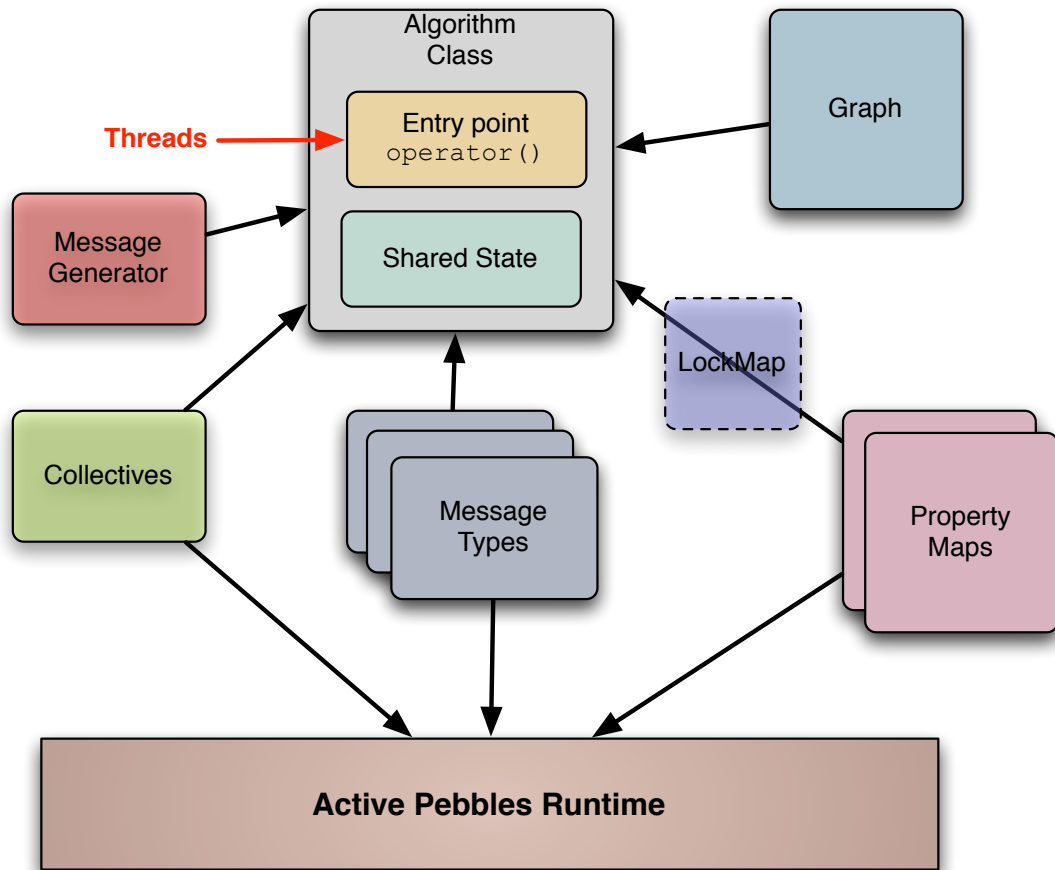 Algorithm
Class
Graph
Entry point
operator()
Threads
Message
Generator
Shared State
LockMap
Collectives
Message
Types
Property
Maps
Active Pebbles Runtime